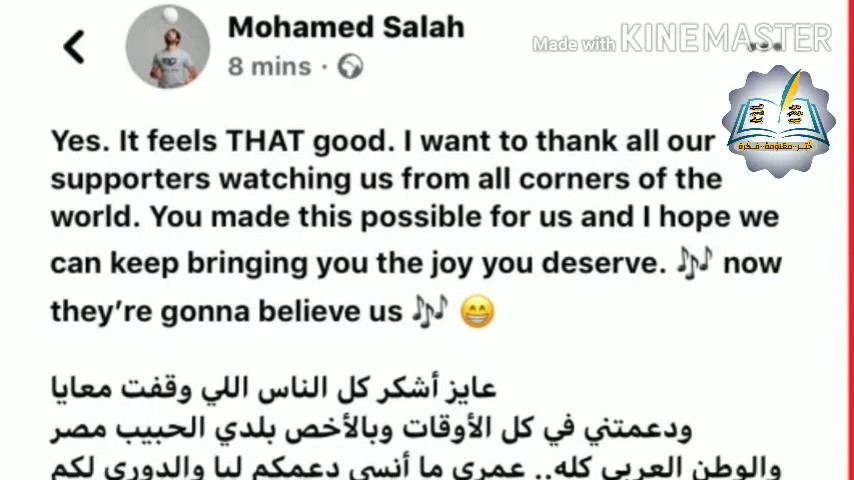 Mohamed Salah
8 mins ·
Made with KINEMASTER
Yes. It feels THAT good. I want to thank all our
supporters watching us from all corners of the
world. You made this possible for us and I hope we
can keep bringing you the joy you deserve. 🎶 now
they're gonna believe us 🎶 😁
خبر..معلومة..فكرة
عايز أشكر كل الناس اللي وقفت معايا
ودعمتني في كل الأوقات وبالأخص بلدي الحبيب مصر
والوطن العربي كله.. عمري ما أنسى دعمكم ليا والدوري لكم